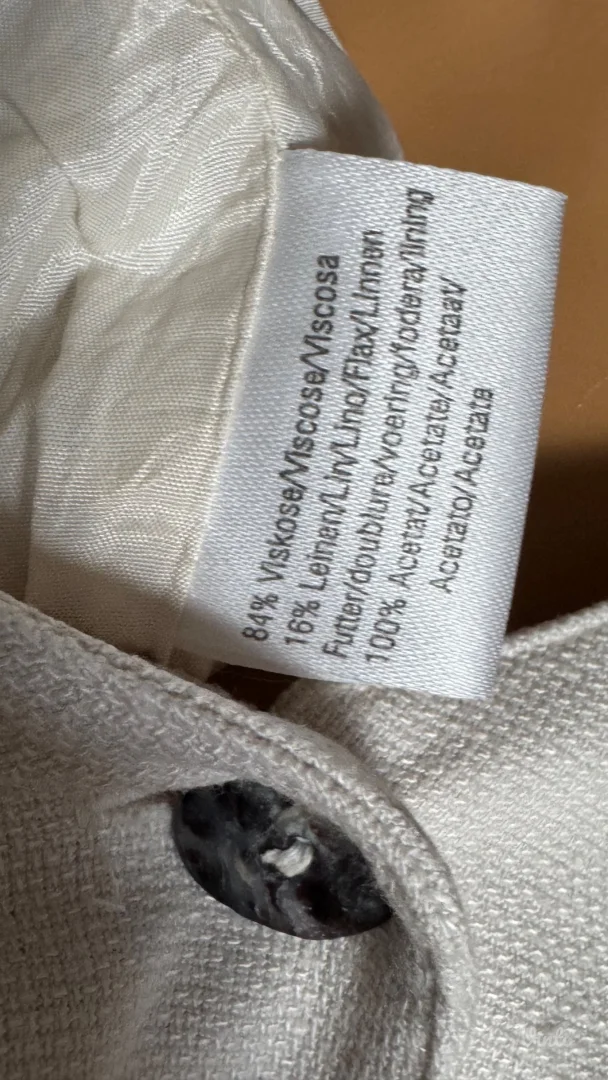 84% Viskose/Viscose/Viscosa
16% Leinen/Lin/Lino/Flax/Linnen
Futter/doublure/voering/fodera/lining
100% Acetat/Acetate/Acetaat/
Acetato/Acetate